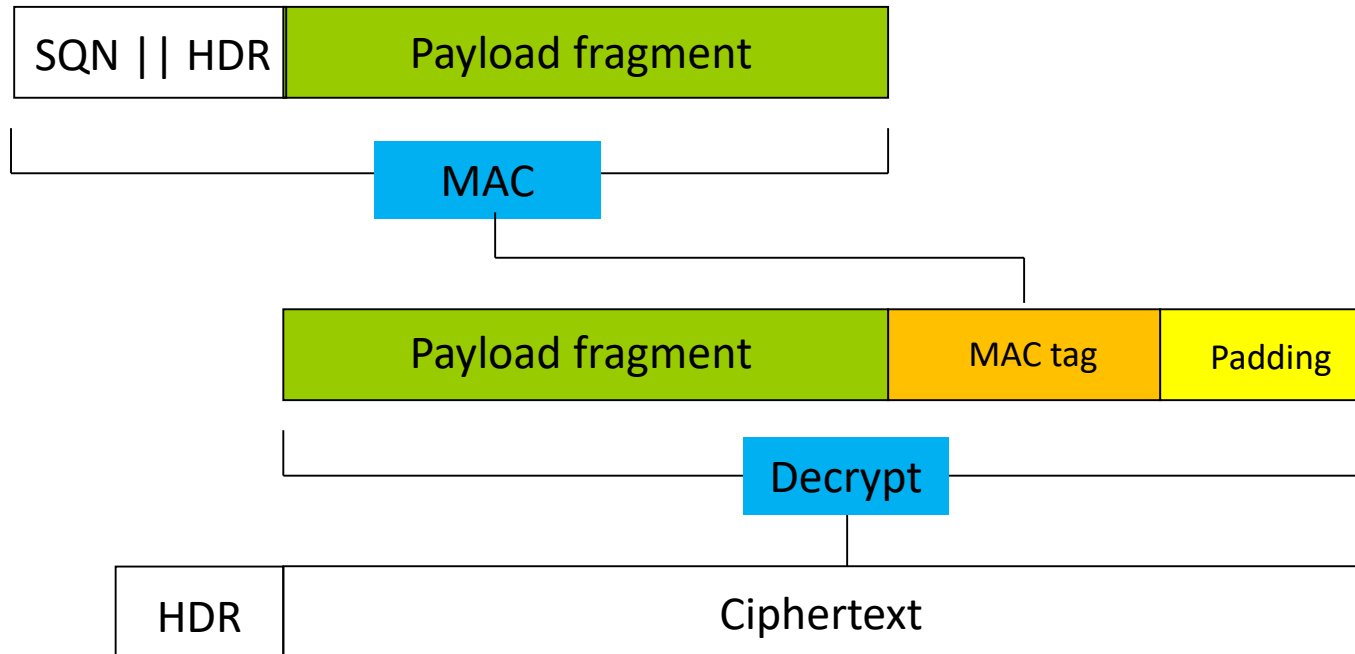 SQN || HDR Payload fragment
MAC
Payload fragment MAC tag Padding
Decrypt
HDR Ciphertext